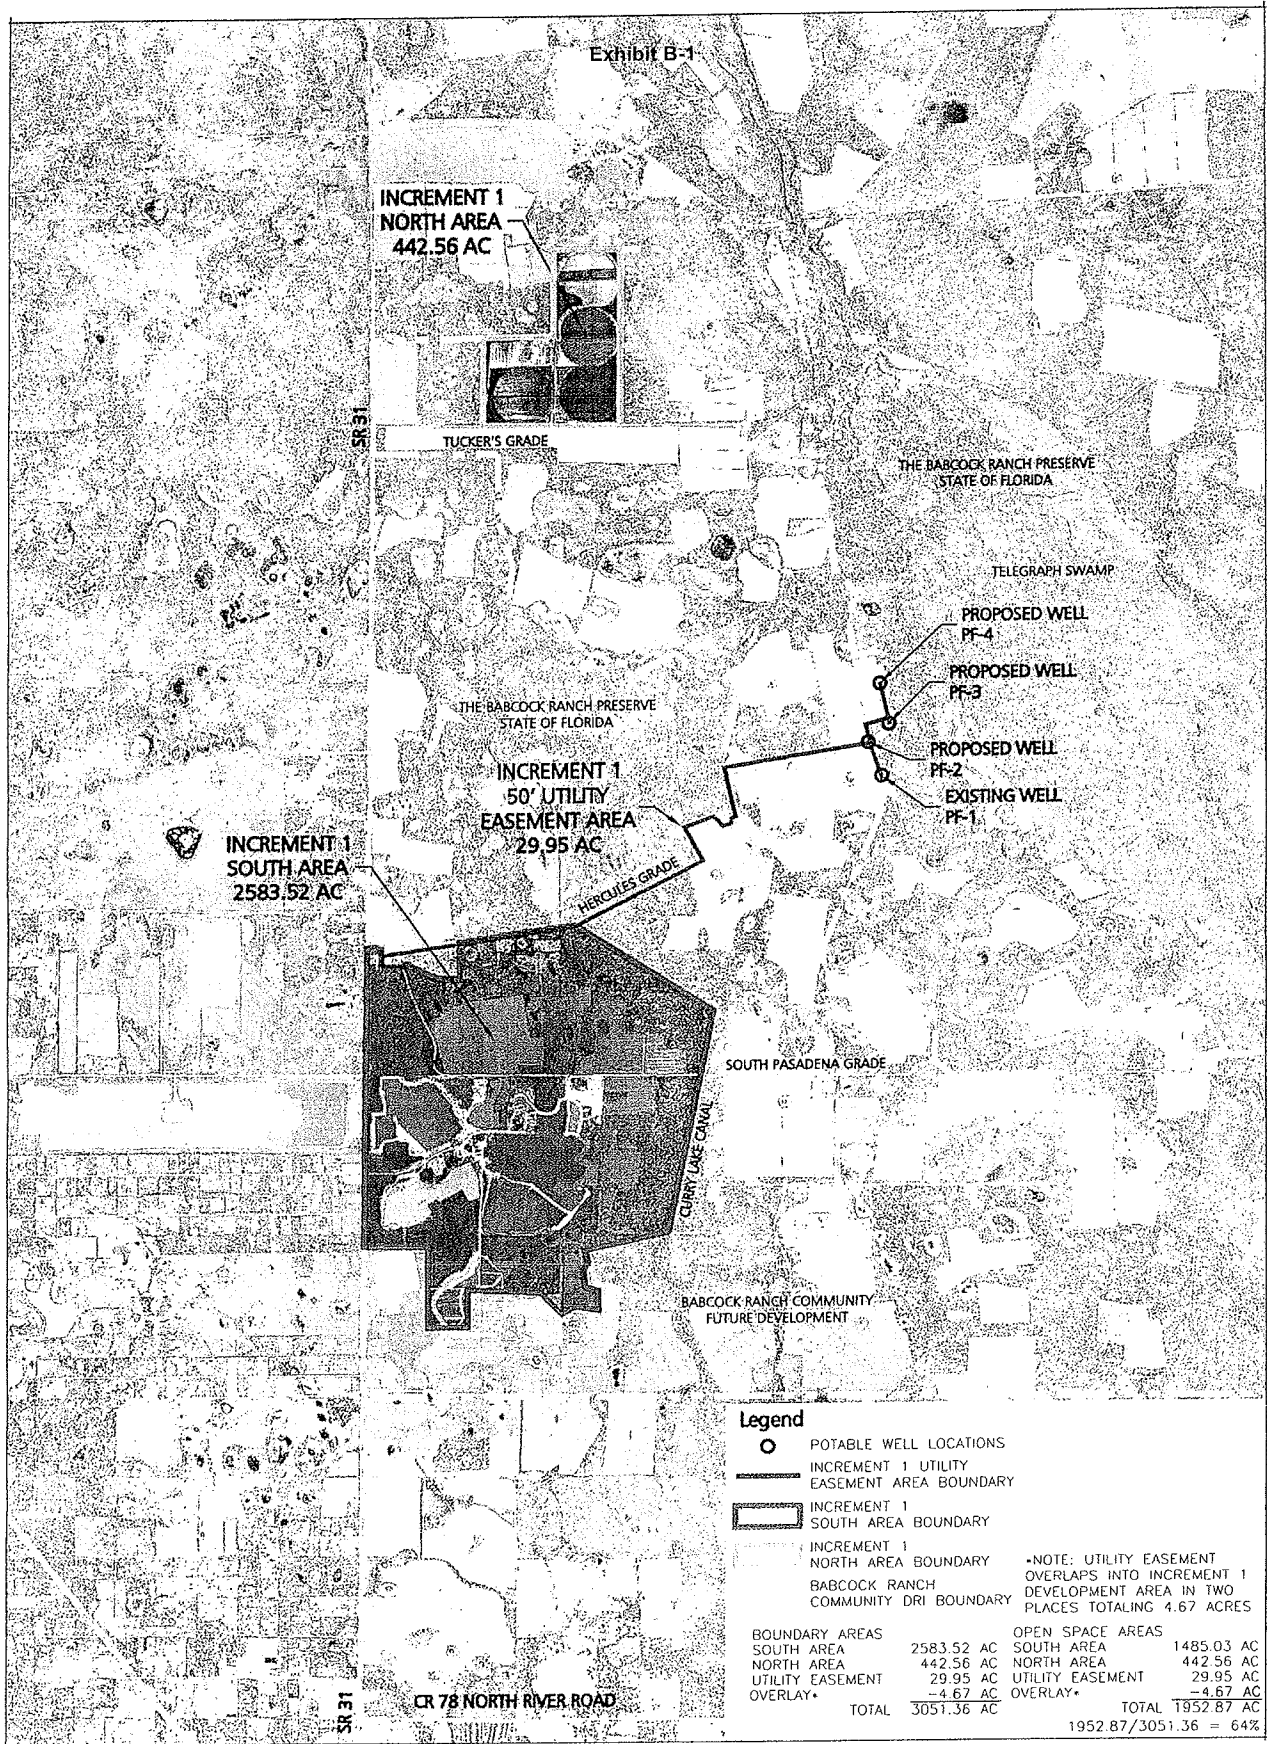 Exhibit B-1
INCREMENT 1
NORTH AREA
442.56 AC
SR 31
TUCKER'S GRADE
THE BABCOCK RANCH PRESERVE
STATE OF FLORIDA
TELEGRAPH SWAMP
PROPOSED WELL
PF-4
PROPOSED WELL
PF-3
THE BABCOCK RANCH PRESERVE
STATE OF FLORIDA
PROPOSED WELL
PF-2
INCREMENT 1
50' UTILITY
EASEMENT AREA
29.95 AC
EXISTING WELL
PF-1
INCREMENT 1
SOUTH AREA
2583.52 AC
HERCULES GRADE
SOUTH PASADENA GRADE
CURRY LAKE CANAL
BABCOCK RANCH COMMUNITY
FUTURE DEVELOPMENT
Legend
POTABLE WELL LOCATIONS
INCREMENT 1 UTILITY
EASEMENT AREA BOUNDARY
INCREMENT 1
SOUTH AREA BOUNDARY
INCREMENT 1
NORTH AREA BOUNDARY
BABCOCK RANCH
COMMUNITY DRI BOUNDARY
*NOTE: UTILITY EASEMENT
OVERLAPS INTO INCREMENT 1
DEVELOPMENT AREA IN TWO
PLACES TOTALING 4.67 ACRES
BOUNDARY AREAS
SOUTH AREA 2583.52 AC
NORTH AREA 442.56 AC
UTILITY EASEMENT 29.95 AC
OVERLAY* -4.67 AC
TOTAL 3051.36 AC
OPEN SPACE AREAS
SOUTH AREA 1485.03 AC
NORTH AREA 442.56 AC
UTILITY EASEMENT 29.95 AC
OVERLAY* -4.67 AC
TOTAL 1952.87 AC
1952.87/3051.36 = 64%
SR 31
CR 78 NORTH RIVER ROAD